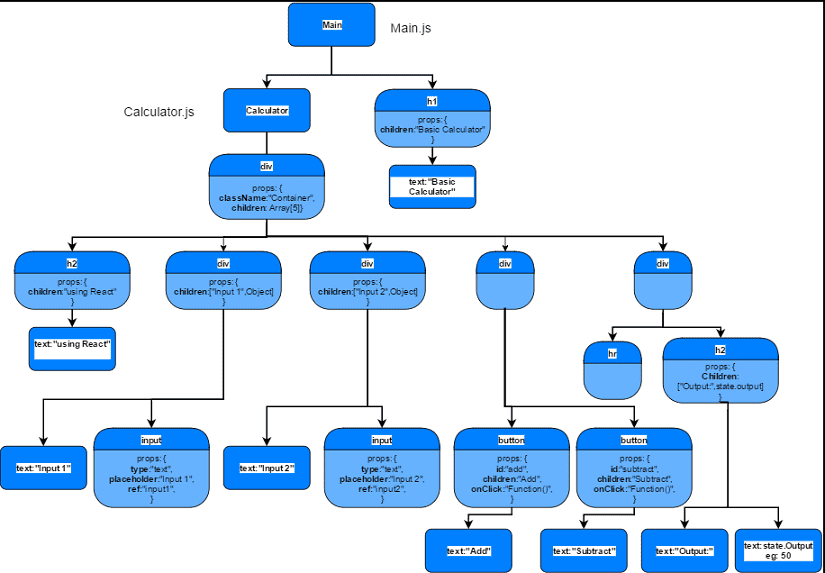 Main
Main.js
Calculator.js
Calculator
h1
props: {
children:"Basic Calculator"
}
div
props: {
className:"Container",
children: Array[5]}
text:"Basic
Calculator"
h2
props: {
children:"using React"
}
div
props: {
children:["Input 1",Object]
}
div
props: {
children:["Input 2",Object]
}
div
div
text:"using React"
hr
h2
props: {
Children:
["Output:",state.output]
}
text:"Input 1"
input
props: {
type:"text",
placeholder:"Input 1",
ref:"input1",
}
text:"Input 2"
input
props: {
type:"text",
placeholder:"Input 2",
ref:"input2",
}
button
props: {
id:"add",
children:"Add",
onClick:"Function()",
}
button
props: {
id:"subtract",
children:"Subtract",
onClick:"Function()",
}
text:"Add"
text:"Subtract"
text:"Output:"
text:state.Output
eg: 50